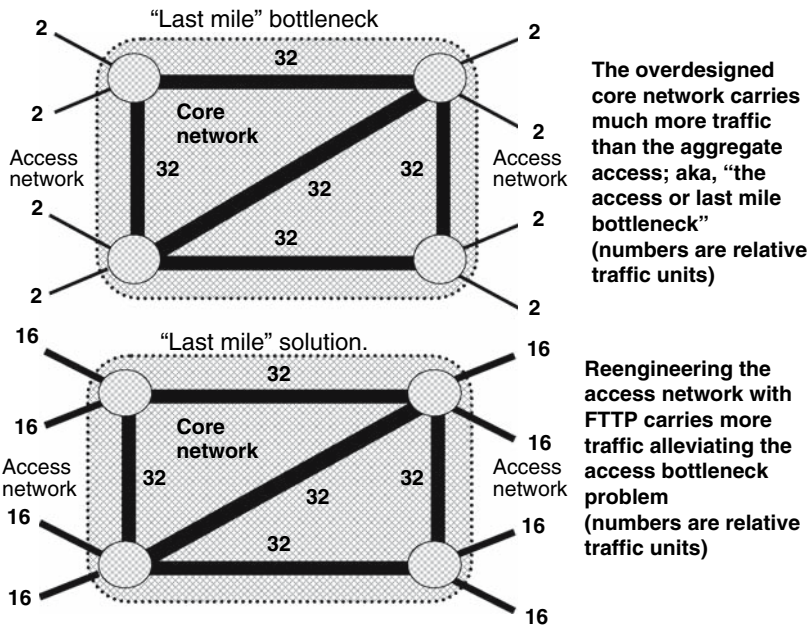 “Last mile” bottleneck
2
2
32
2
2
Core
network
Access
network
32
32
32
Access
network
2
2
32
2
2
The overdesigned
core network carries
much more traffic
than the aggregate
access; aka, “the
access or last mile
bottleneck”
(numbers are relative
traffic units)
“Last mile” solution.
16
16
32
16
16
Core
network
Access
network
32
32
32
Access
network
16
16
32
16
16
Reengineering the
access network with
FTTP carries more
traffic alleviating the
access bottleneck
problem
(numbers are relative
traffic units)